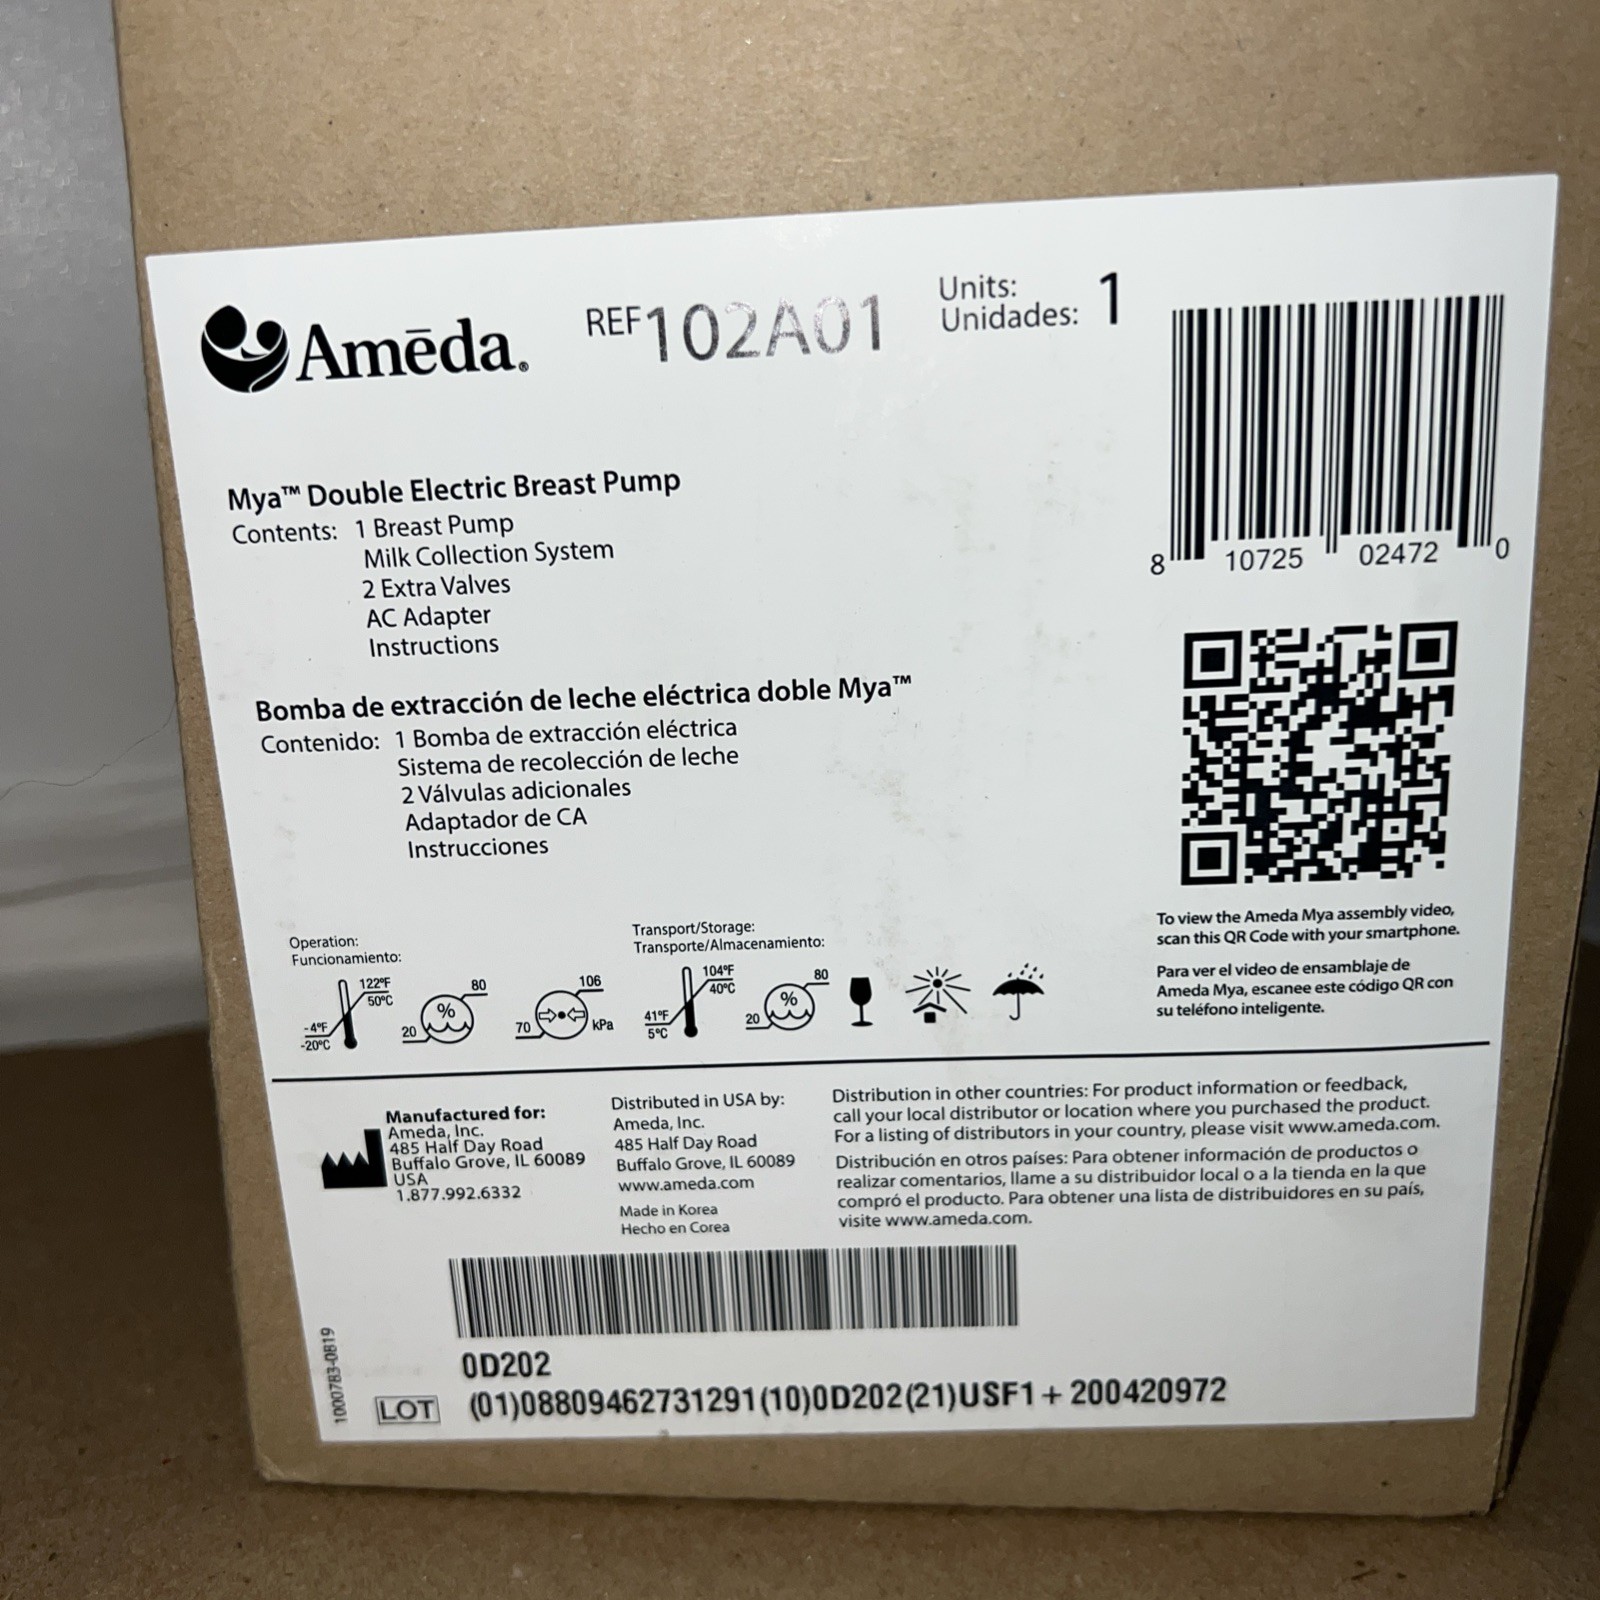 Amēda®
REF 102A01
Units: 1
Unidades:
8 10725 02472 0
Mya™ Double Electric Breast Pump
Contents: 1 Breast Pump
Milk Collection System
2 Extra Valves
AC Adapter
Instructions
Bomba de extracción de leche eléctrica doble Mya™
Contenido: 1 Bomba de extracción eléctrica
Sistema de recolección de leche
2 Válvulas adicionales
Adaptador de CA
Instrucciones
To view the Ameda Mya assembly video,
scan this QR Code with your smartphone.
Para ver el video de ensamblaje de
Ameda Mya, escanee este código QR con
su teléfono inteligente.
Operation:
Funcionamiento:
122°F
50°C
-4°F
-20°C
80
%
20
106
70
kPa
Transport/Storage:
Transporte/Almacenamiento:
104°F
40°C
41°F
5°C
80
%
20
Manufactured for:
Ameda, Inc.
485 Half Day Road
Buffalo Grove, IL 60089
USA
1.877.992.6332
Distributed in USA by:
Ameda, Inc.
485 Half Day Road
Buffalo Grove, IL 60089
www.ameda.com
Made in Korea
Hecho en Corea
Distribution in other countries: For product information or feedback,
call your local distributor or location where you purchased the product.
For a listing of distributors in your country, please visit www.ameda.com.
Distribución en otros países: Para obtener información de productos o
realizar comentarios, llame a su distribuidor local o a la tienda en la que
compró el producto. Para obtener una lista de distribuidores en su país,
visite www.ameda.com.
1000783-0819
0D202
LOT (01)08809462731291(10)0D202(21)USF1+200420972